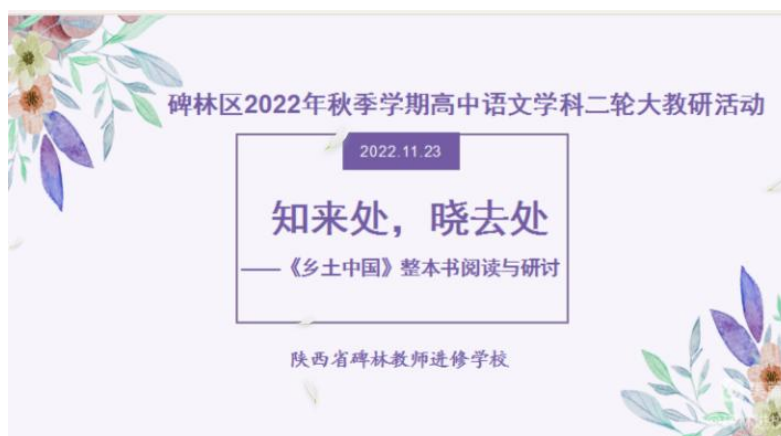 碑林区2022年秋季学期高中语文学科二轮大教研活动
2022.11.23
知来处，晓去处
——《乡土中国》整本书阅读与研讨
陕西省碑林教师进修学校